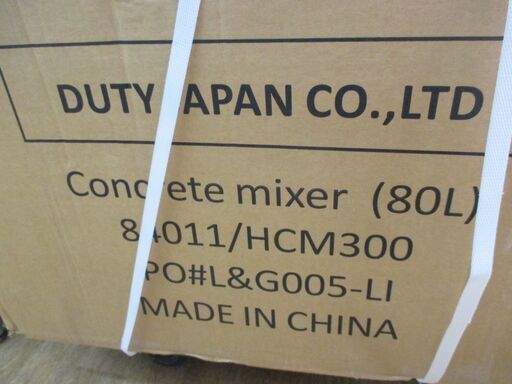 DUTY JAPAN CO.,LTD
Concrete mixer (80L)
84011/HCM300
PO#L&G005-LI
MADE IN CHINA